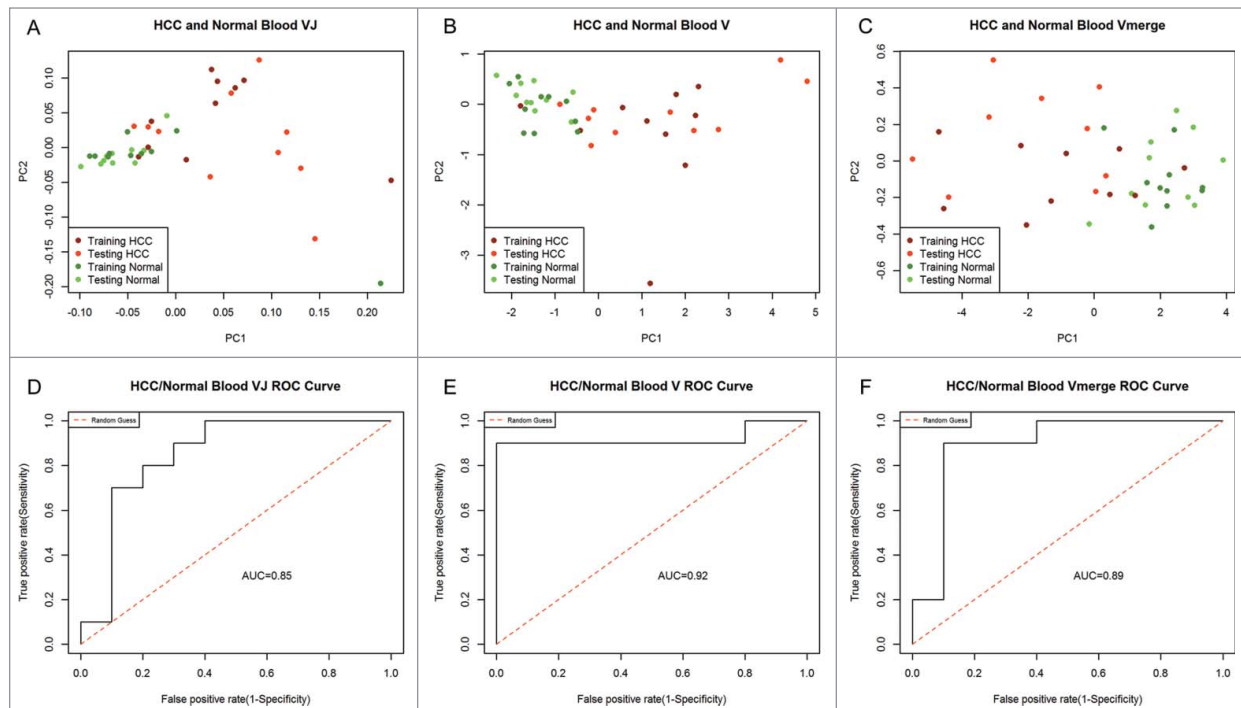 A
HCC and Normal Blood VJ
PC2
0.10
0.05
0.00
-0.05
-0.10
-0.15
-0.20
Training HCC
Testing HCC
Training Normal
Testing Normal
-0.10
-0.05
0.00
0.05
0.10
0.15
0.20
PC1
B
HCC and Normal Blood V
PC2
1
0
-1
-2
-3
Training HCC
Testing HCC
Training Normal
Testing Normal
-2
-1
0
1
2
3
4
5
PC1
C
HCC and Normal Blood Vmerge
PC2
0.6
0.4
0.2
0.0
-0.2
-0.4
-0.6
Training HCC
Testing HCC
Training Normal
Testing Normal
-4
-2
0
2
4
PC1
D
HCC/Normal Blood VJ ROC Curve
True positive rate(Sensitivity)
1.0
0.8
0.6
0.4
0.2
0.0
Random Guess
AUC=0.85
0.0
0.2
0.4
0.6
0.8
1.0
False positive rate(1-Specificity)
E
HCC/Normal Blood V ROC Curve
True positive rate(Sensitivity)
1.0
0.8
0.6
0.4
0.2
0.0
Random Guess
AUC=0.92
0.0
0.2
0.4
0.6
0.8
1.0
False positive rate(1-Specificity)
F
HCC/Normal Blood Vmerge ROC Curve
True positive rate(Sensitivity)
1.0
0.8
0.6
0.4
0.2
0.0
Random Guess
AUC=0.89
0.0
0.2
0.4
0.6
0.8
1.0
False positive rate(1-Specificity)